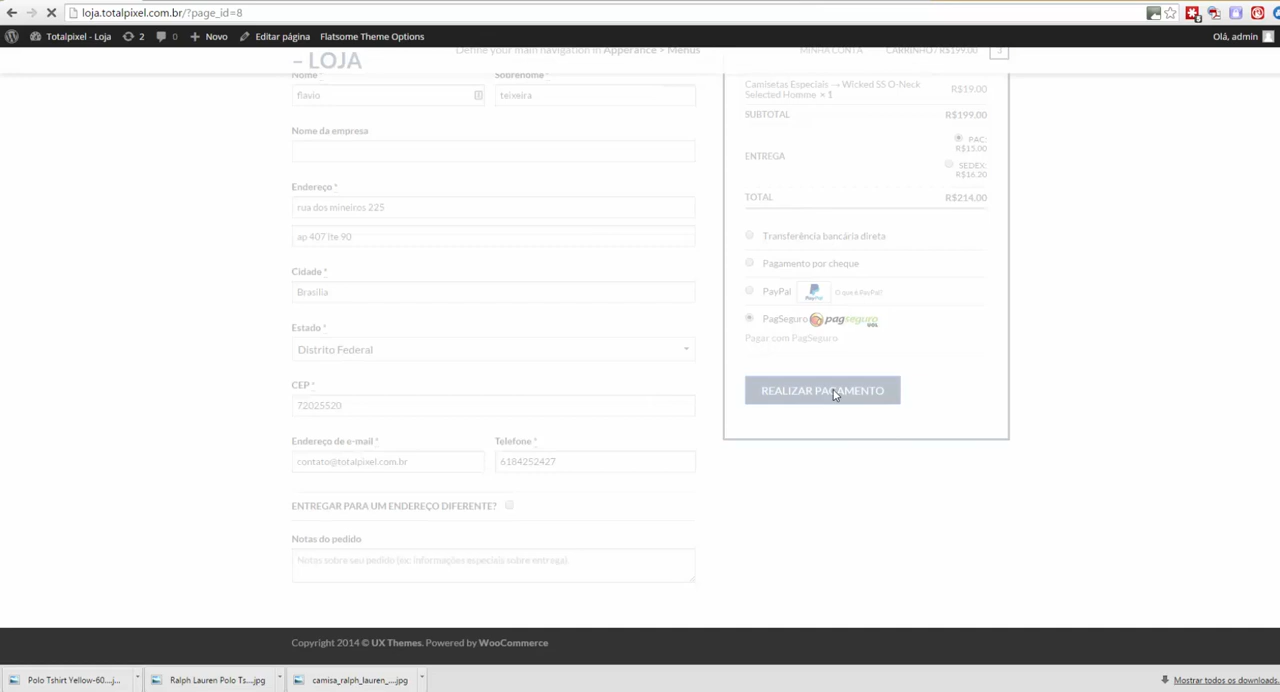 loja.totalpixel.com.br/?page_id=8
Totalpixel - Loja 2 0 Novo Editar página Flatsome Theme Options Olá, admin
Define your main navigation in Apperance > Menus MINHA CONTA CARRINHO / R$199.00
– LOJA
Nome * Sobrenome *
flavio teixeira
Nome da empresa
Endereço *
rua dos mineiros 225
ap 407 lte 90
Cidade *
Brasília
Estado *
Distrito Federal
CEP *
72025520
Endereço de e-mail * Telefone *
contato@totalpixel.com.br 6184252427
ENTREGAR PARA UM ENDEREÇO DIFERENTE?
Notas do pedido
Notas sobre seu pedido (ex: informações especiais sobre entrega).
Camisetas Especiais → Wicked SS O-Neck
Selected Homme × 1 R$19.00
SUBTOTAL R$199.00
ENTREGA
PAC:
R$15.00
SEDEX:
R$16.20
TOTAL R$214.00
Transferência bancária direta
Pagamento por cheque
PayPal PayPal O que é PayPal?
PagSeguro pagseguro UOL
Pagar com PagSeguro
REALIZAR PAGAMENTO
Copyright 2014 © UX Themes. Powered by WooCommerce
Polo Tshirt Yellow-60....j... Ralph Lauren Polo Ts....jpg camisa_ralph_lauren_....jpg Mostrar todos os downloads.